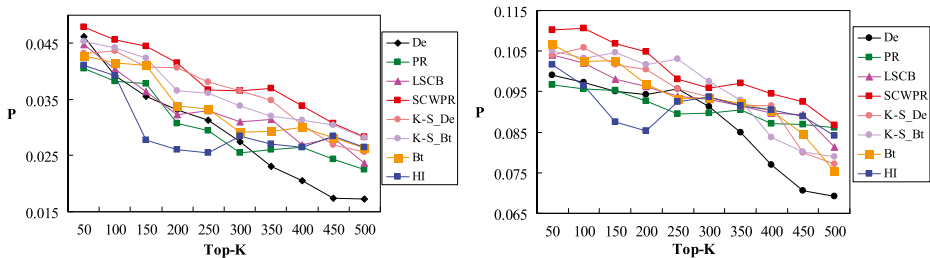 0.045
0.035
0.025
0.015
P
50 100 150 200 250 300 350 400 450 500
Top-K
De
PR
LSCB
SCWPR
K-S_De
K-S_Bt
Bt
HI
0.115
0.105
0.095
0.085
0.075
0.065
P
50 100 150 200 250 300 350 400 450 500
Top-K
De
PR
LSCB
SCWPR
K-S_De
K-S_Bt
Bt
HI